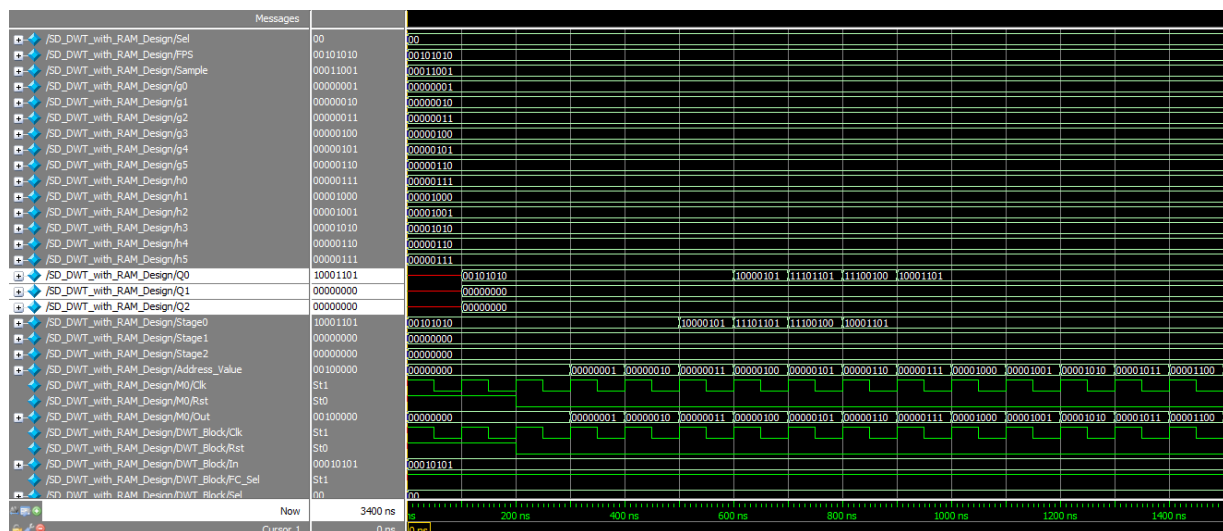 Messages
/SD_DWT_with_RAM_Design/Sel 00 00
/SD_DWT_with_RAM_Design/FPS 00101010 00101010
/SD_DWT_with_RAM_Design/Sample 00011001 00011001
/SD_DWT_with_RAM_Design/g0 00000001 00000001
/SD_DWT_with_RAM_Design/g1 00000010 00000010
/SD_DWT_with_RAM_Design/g2 00000011 00000011
/SD_DWT_with_RAM_Design/g3 00000100 00000100
/SD_DWT_with_RAM_Design/g4 00000101 00000101
/SD_DWT_with_RAM_Design/g5 00000110 00000110
/SD_DWT_with_RAM_Design/h0 00000111 00000111
/SD_DWT_with_RAM_Design/h1 00001000 00001000
/SD_DWT_with_RAM_Design/h2 00001001 00001001
/SD_DWT_with_RAM_Design/h3 00001010 00001010
/SD_DWT_with_RAM_Design/h4 00000110 00000110
/SD_DWT_with_RAM_Design/h5 00000111 00000111
/SD_DWT_with_RAM_Design/Q0 10001101 00101010 10000101 11101101 11100100 10001101
/SD_DWT_with_RAM_Design/Q1 00000000 00000000
/SD_DWT_with_RAM_Design/Q2 00000000 00000000
/SD_DWT_with_RAM_Design/Stage0 10001101 00101010 10000101 11101101 11100100 10001101
/SD_DWT_with_RAM_Design/Stage1 00000000 00000000
/SD_DWT_with_RAM_Design/Stage2 00000000 00000000
/SD_DWT_with_RAM_Design/Address_Value 00100000 00000000 00000001 00000010 00000011 00000100 00000101 00000110 00000111 00001000 00001001 00001010 00001011 00001100
/SD_DWT_with_RAM_Design/M0/Clk St1
/SD_DWT_with_RAM_Design/M0/Rst St0
/SD_DWT_with_RAM_Design/M0/Out 00100000 00000000 00000001 00000010 00000011 00000100 00000101 00000110 00000111 00001000 00001001 00001010 00001011 00001100
/SD_DWT_with_RAM_Design/DWT_Block/Clk St1
/SD_DWT_with_RAM_Design/DWT_Block/Rst St0
/SD_DWT_with_RAM_Design/DWT_Block/In 00010101 00010101
/SD_DWT_with_RAM_Design/DWT_Block/FC_Sel St1
/SD_DWT_with_RAM_Design/DWT_Block/Sel 00 00
Now 3400 ns ns 200 ns 400 ns 600 ns 800 ns 1000 ns 1200 ns 1400 ns
Cursor 1 0 ns 0 ns